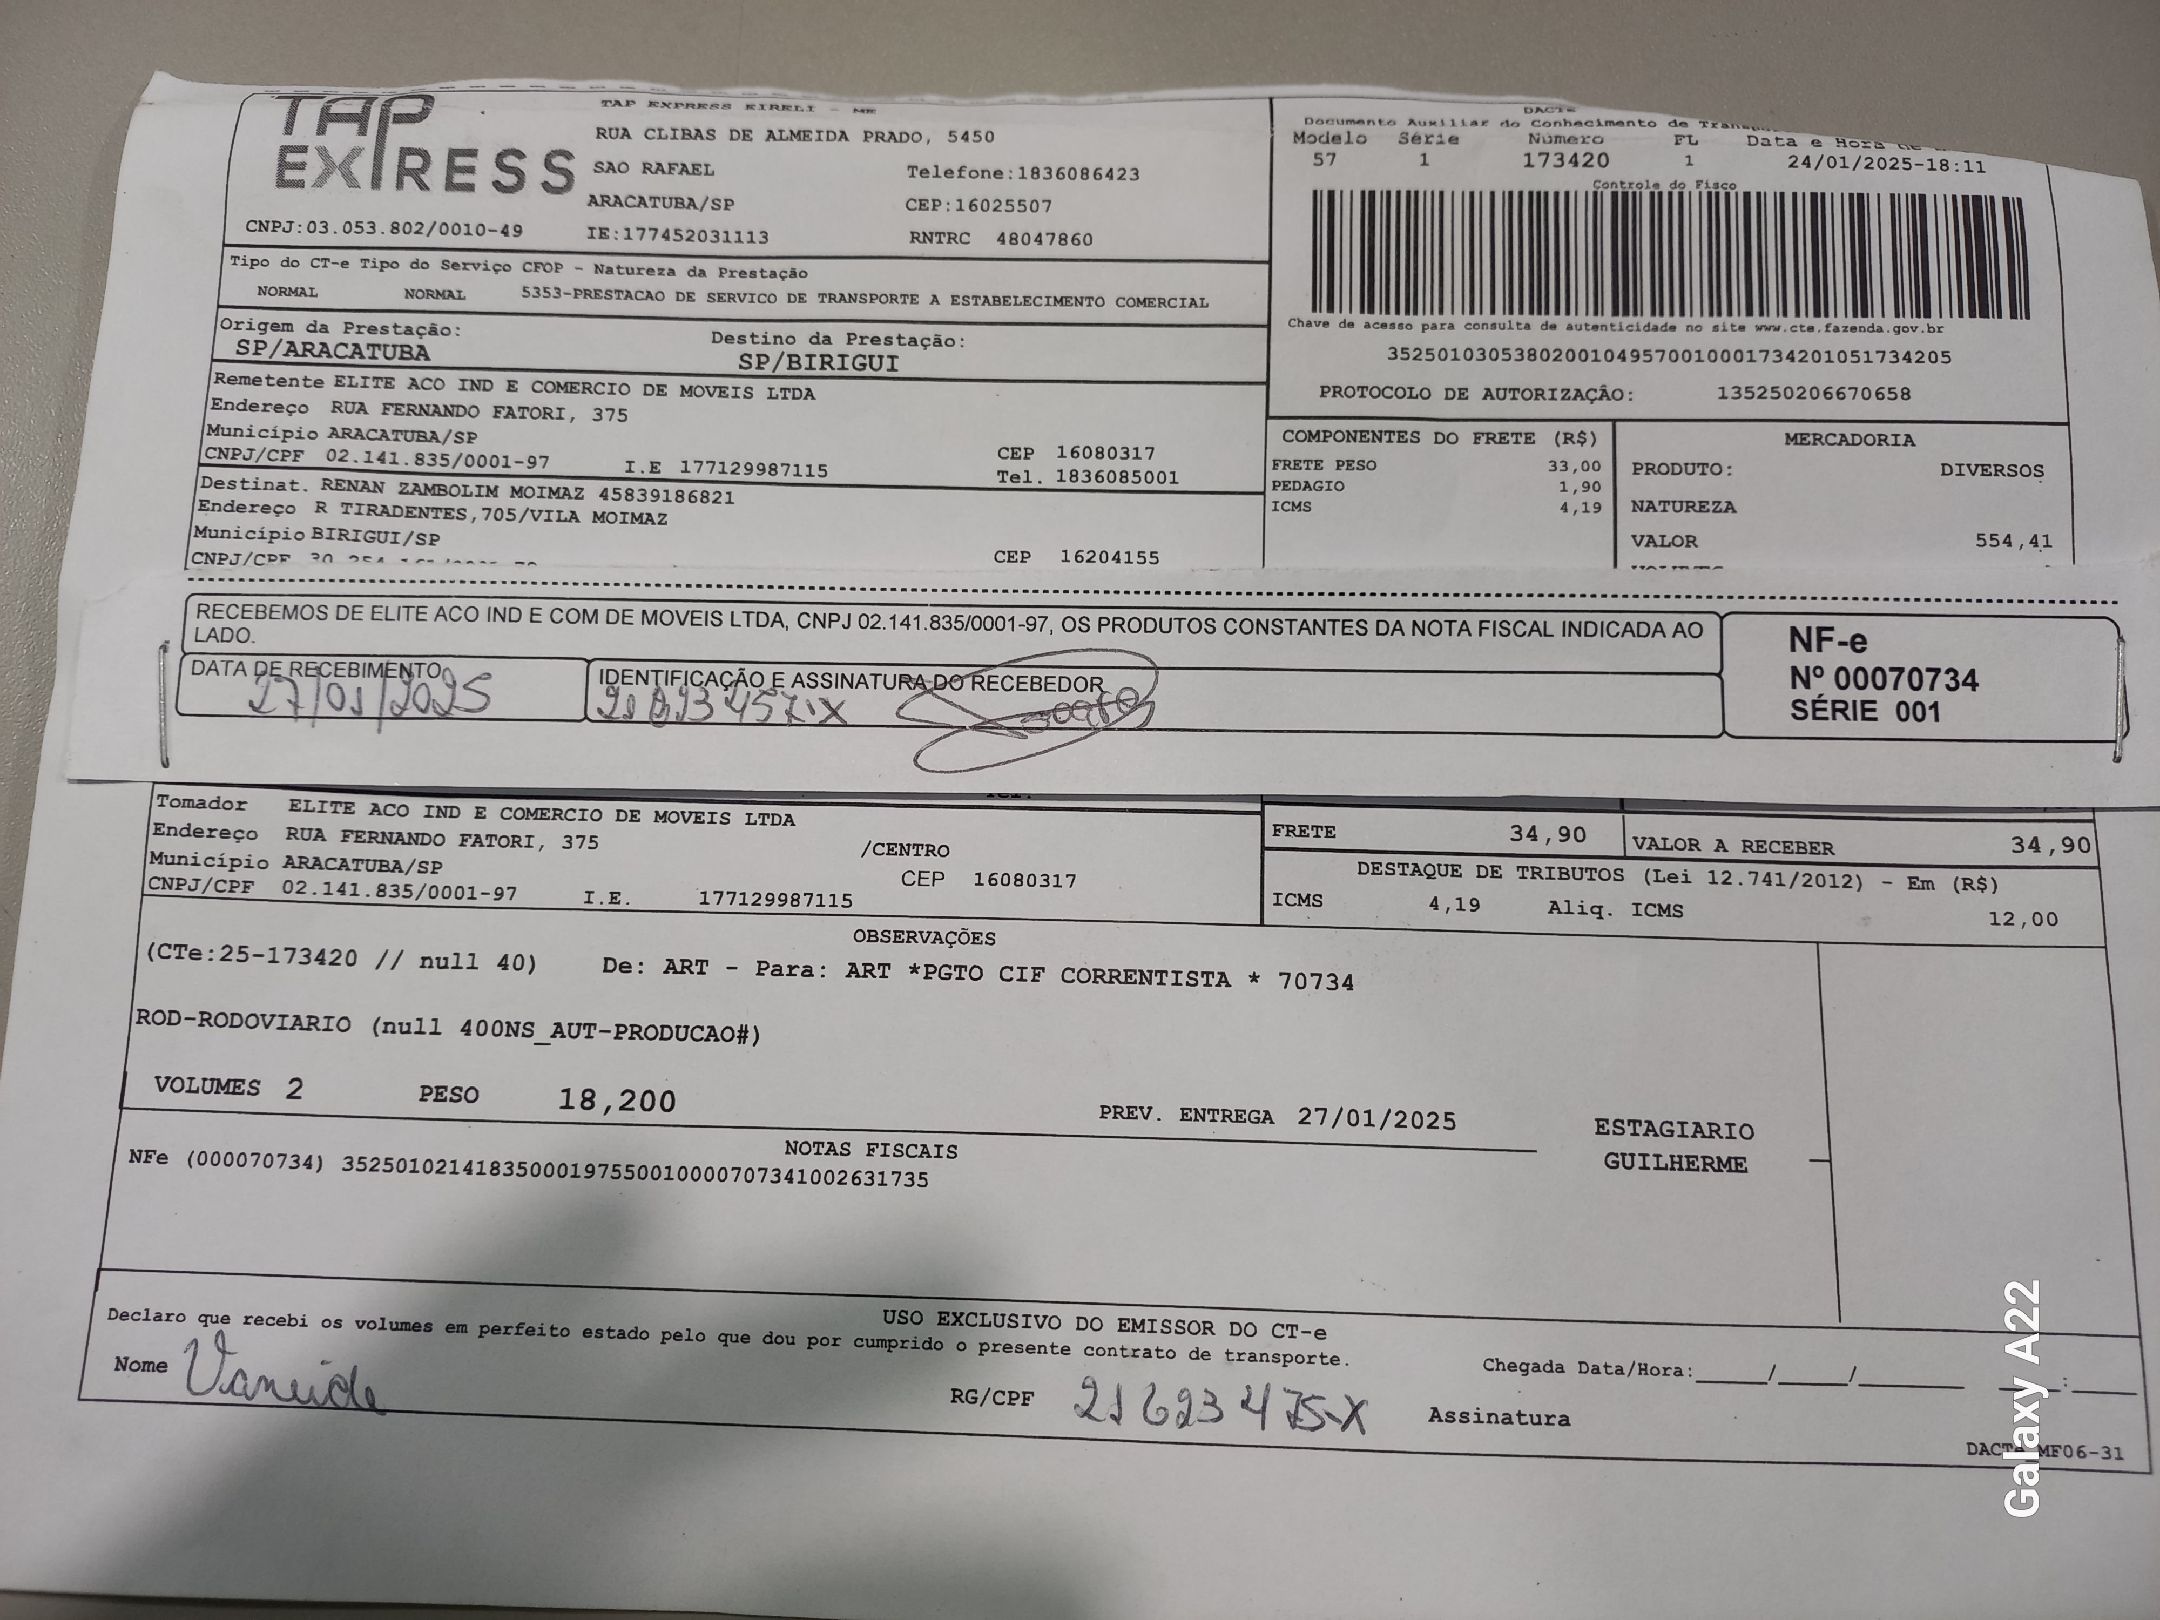 TAP
EXPRESS
TAP EXPRESS EIRELI - ME
RUA CLIBAS DE ALMEIDA PRADO, 5450
SAO RAFAEL Telefone:1836086423
ARACATUBA/SP CEP:16025507
CNPJ:03.053.802/0010-49 IE:177452031113 RNTRC 48047860
DACTE
Documento Auxiliar do Conhecimento de
Modelo Série Número FL Data e Hora de
57 1 173420 1 24/01/2025-18:11
Controle do Fisco
Chave de acesso para consulta de autenticidade no site www.cte.fazenda.gov.br
35250103053802001049570010001734201051734205
PROTOCOLO DE AUTORIZAÇÃO: 135250206670658
Tipo do CT-e Tipo do Serviço CFOP - Natureza da Prestação
NORMAL NORMAL 5353-PRESTACAO DE SERVICO DE TRANSPORTE A ESTABELECIMENTO COMERCIAL
Origem da Prestação: Destino da Prestação:
SP/ARACATUBA SP/BIRIGUI
Remetente ELITE ACO IND E COMERCIO DE MOVEIS LTDA
Endereço RUA FERNANDO FATORI, 375
Município ARACATUBA/SP CEP 16080317
CNPJ/CPF 02.141.835/0001-97 I.E 177129987115 Tel. 1836085001
Destinat. RENAN ZAMBOLIM MOIMAZ 45839186821
Endereço R TIRADENTES,705/VILA MOIMAZ
Município BIRIGUI/SP
CNPJ/CPF CEP 16204155
COMPONENTES DO FRETE (R$)
FRETE PESO 33,00
PEDAGIO 1,90
ICMS 4,19
MERCADORIA
PRODUTO: DIVERSOS
NATUREZA
VALOR 554,41
RECEBEMOS DE ELITE ACO IND E COM DE MOVEIS LTDA, CNPJ 02.141.835/0001-97, OS PRODUTOS CONSTANTES DA NOTA FISCAL INDICADA AO
LADO.
DATA DE RECEBIMENTO IDENTIFICAÇÃO E ASSINATURA DO RECEBEDOR
27/01/2025 21623457-X
NF-e
Nº 00070734
SÉRIE 001
Tomador ELITE ACO IND E COMERCIO DE MOVEIS LTDA
Endereço RUA FERNANDO FATORI, 375 /CENTRO
Município ARACATUBA/SP CEP 16080317
CNPJ/CPF 02.141.835/0001-97 I.E. 177129987115
FRETE 34,90 VALOR A RECEBER 34,90
DESTAQUE DE TRIBUTOS (Lei 12.741/2012) - Em (R$)
ICMS 4,19 Aliq. ICMS 12,00
OBSERVAÇÕES
(CTe:25-173420 // null 40) De: ART - Para: ART *PGTO CIF CORRENTISTA * 70734
ROD-RODOVIARIO (null 400NS_AUT-PRODUCAO#)
VOLUMES 2 PESO 18,200 PREV. ENTREGA 27/01/2025
ESTAGIARIO
GUILHERME
NOTAS FISCAIS
NFe (000070734) 35250102141835000197550010000707341002631735
USO EXCLUSIVO DO EMISSOR DO CT-e
Declaro que recebi os volumes em perfeito estado pelo que dou por cumprido o presente contrato de transporte.
Nome Vaneide RG/CPF 21623475-X Chegada Data/Hora:_____/_____/_______ ____:_____
Assinatura
DACTe MF06-31
Galaxy A22